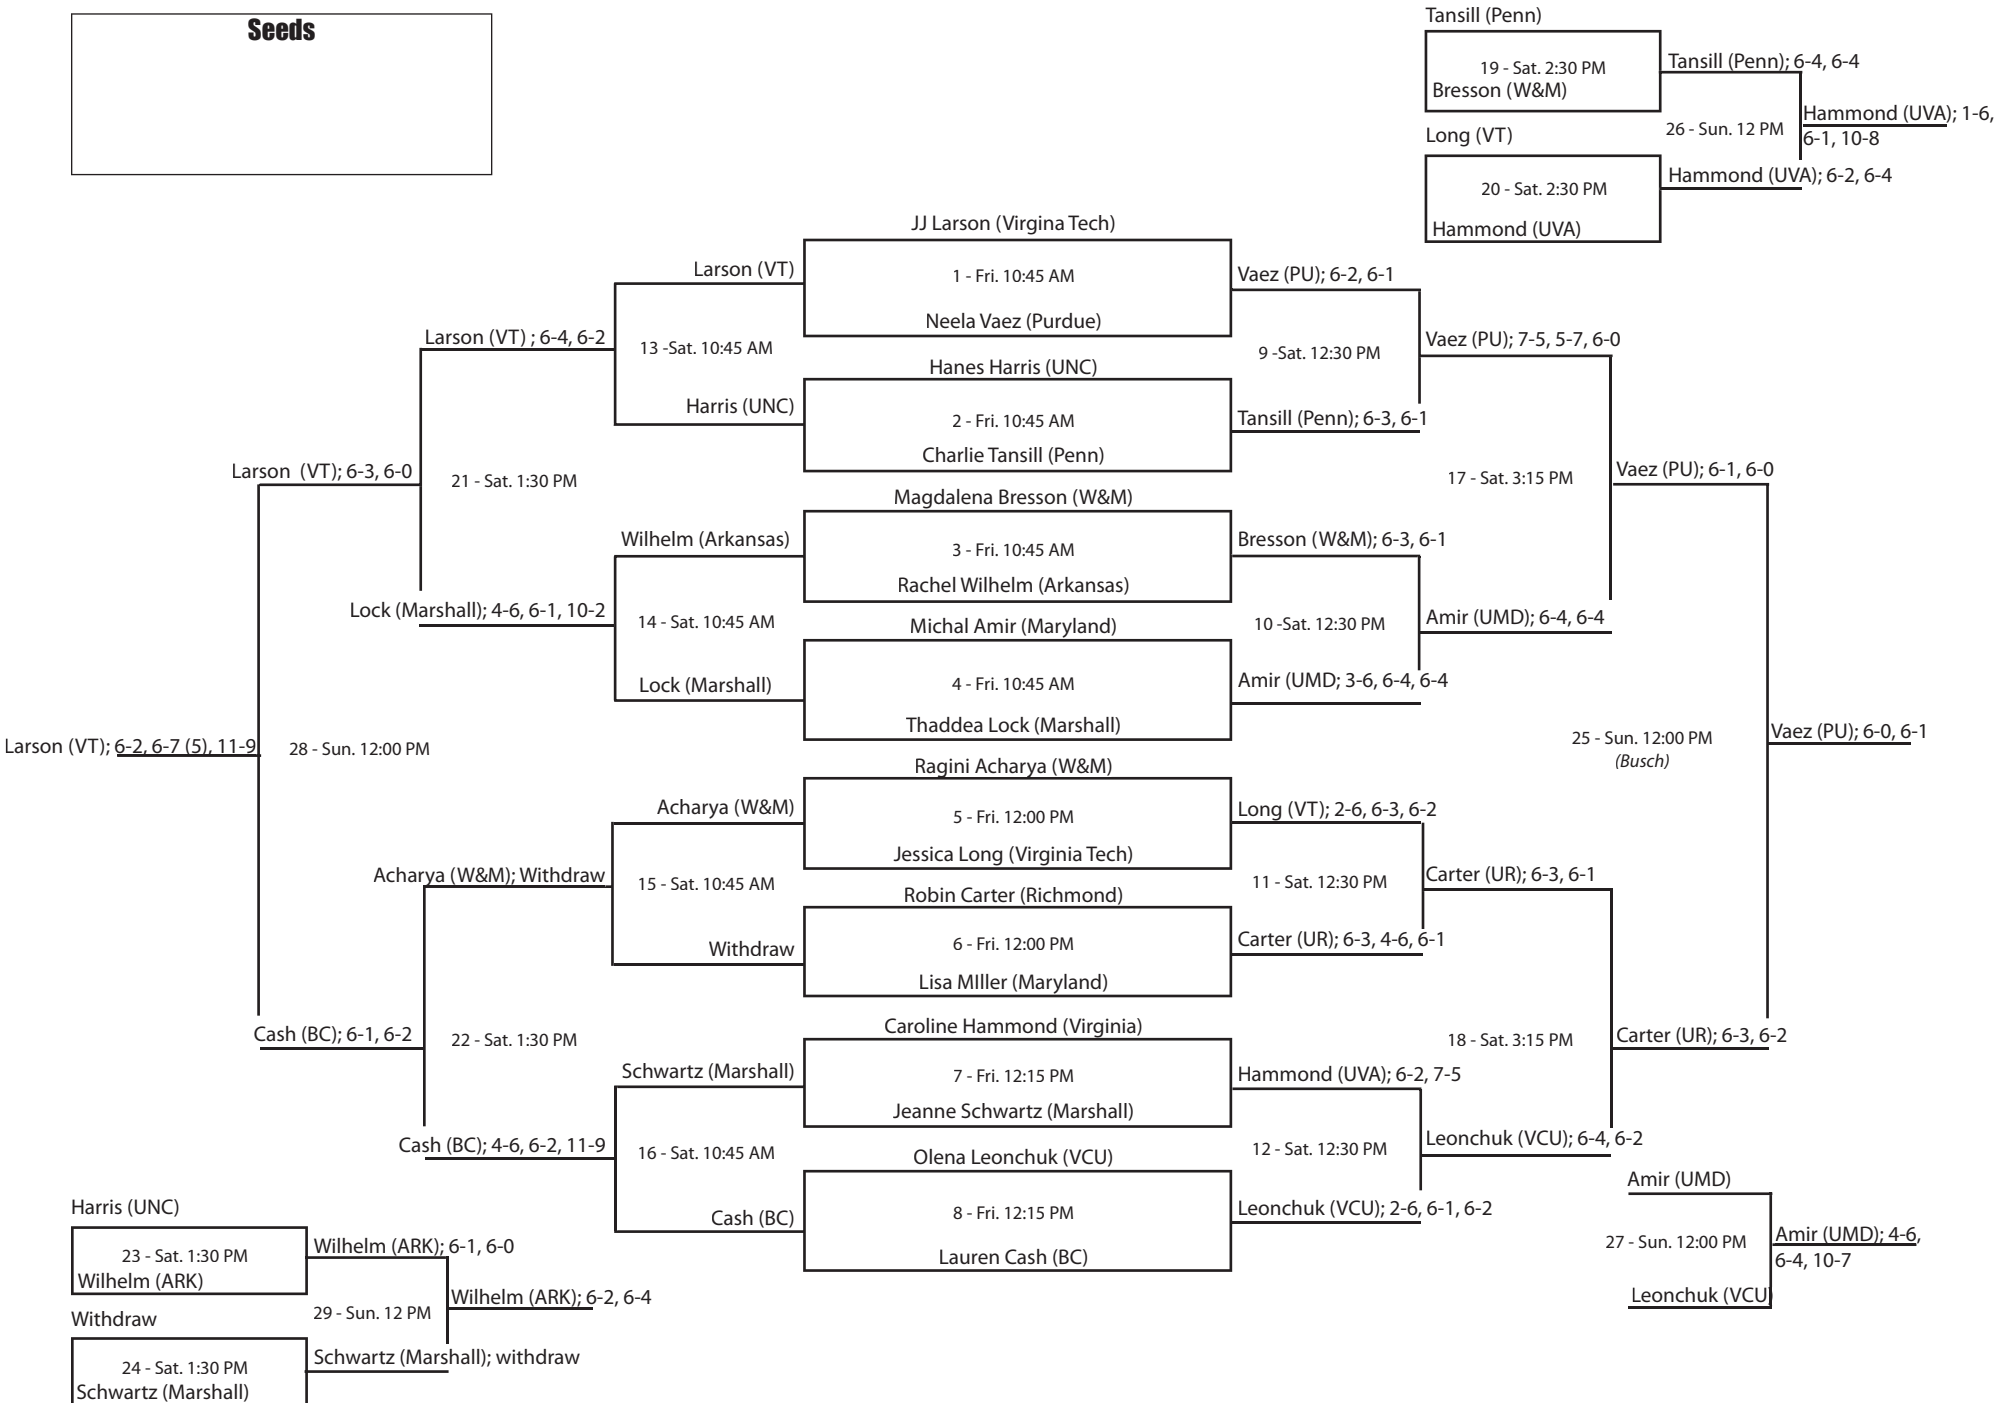 Seeds
Tansill (Penn)
19 - Sat. 2:30 PM
Bresson (W&M)
Tansill (Penn); 6-4, 6-4
Long (VT)
26 - Sun. 12 PM
Hammond (UVA); 1-6,
6-1, 10-8
20 - Sat. 2:30 PM
Hammond (UVA)
Hammond (UVA); 6-2, 6-4
JJ Larson (Virgina Tech)
1 - Fri. 10:45 AM
Neela Vaez (Purdue)
Hanes Harris (UNC)
2 - Fri. 10:45 AM
Charlie Tansill (Penn)
Magdalena Bresson (W&M)
3 - Fri. 10:45 AM
Rachel Wilhelm (Arkansas)
Michal Amir (Maryland)
4 - Fri. 10:45 AM
Thaddea Lock (Marshall)
Ragini Acharya (W&M)
5 - Fri. 12:00 PM
Jessica Long (Virginia Tech)
Robin Carter (Richmond)
6 - Fri. 12:00 PM
Lisa MIller (Maryland)
Caroline Hammond (Virginia)
7 - Fri. 12:15 PM
Jeanne Schwartz (Marshall)
Olena Leonchuk (VCU)
8 - Fri. 12:15 PM
Lauren Cash (BC)
Vaez (PU); 6-2, 6-1
9 -Sat. 12:30 PM
Tansill (Penn); 6-3, 6-1
Bresson (W&M); 6-3, 6-1
10 -Sat. 12:30 PM
Amir (UMD; 3-6, 6-4, 6-4
Long (VT); 2-6, 6-3, 6-2
11 - Sat. 12:30 PM
Carter (UR); 6-3, 4-6, 6-1
Hammond (UVA); 6-2, 7-5
12 - Sat. 12:30 PM
Leonchuk (VCU); 2-6, 6-1, 6-2
Vaez (PU); 7-5, 5-7, 6-0
17 - Sat. 3:15 PM
Amir (UMD); 6-4, 6-4
Carter (UR); 6-3, 6-1
18 - Sat. 3:15 PM
Leonchuk (VCU); 6-4, 6-2
Vaez (PU); 6-1, 6-0
25 - Sun. 12:00 PM
(Busch)
Carter (UR); 6-3, 6-2
Vaez (PU); 6-0, 6-1
Amir (UMD)
27 - Sun. 12:00 PM
Leonchuk (VCU)
Amir (UMD); 4-6,
6-4, 10-7
Larson (VT)
13 -Sat. 10:45 AM
Harris (UNC)
Wilhelm (Arkansas)
14 - Sat. 10:45 AM
Lock (Marshall)
Acharya (W&M)
15 - Sat. 10:45 AM
Withdraw
Schwartz (Marshall)
16 - Sat. 10:45 AM
Cash (BC)
Larson (VT) ; 6-4, 6-2
21 - Sat. 1:30 PM
Lock (Marshall); 4-6, 6-1, 10-2
Acharya (W&M); Withdraw
22 - Sat. 1:30 PM
Cash (BC); 4-6, 6-2, 11-9
Larson (VT); 6-3, 6-0
28 - Sun. 12:00 PM
Cash (BC); 6-1, 6-2
Larson (VT); 6-2, 6-7 (5), 11-9
Harris (UNC)
23 - Sat. 1:30 PM
Wilhelm (ARK)
Wilhelm (ARK); 6-1, 6-0
Withdraw
29 - Sun. 12 PM
Wilhelm (ARK); 6-2, 6-4
24 - Sat. 1:30 PM
Schwartz (Marshall)
Schwartz (Marshall); withdraw